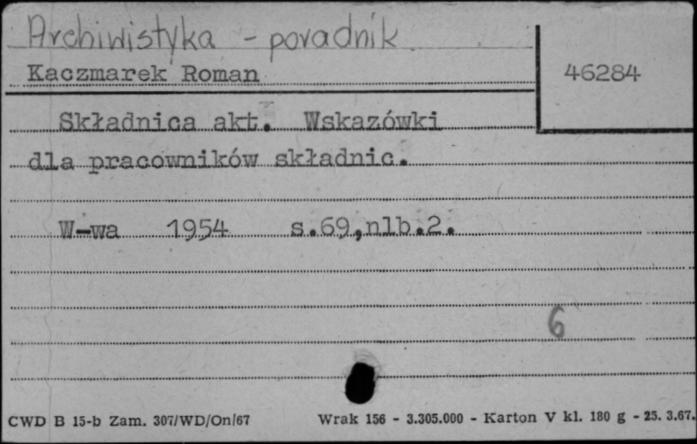 Archiwistyka - poradnik
Kaczmarek Roman
46284
Składnica akt. Wskazówki
dla pracowników składnic.
W-wa 1954 s.69,nlb.2.
6
CWD B 15-b Zam. 307/WD/On/67 Wrak 156 - 3.305.000 - Karton V kl. 180 g - 25. 3.67.